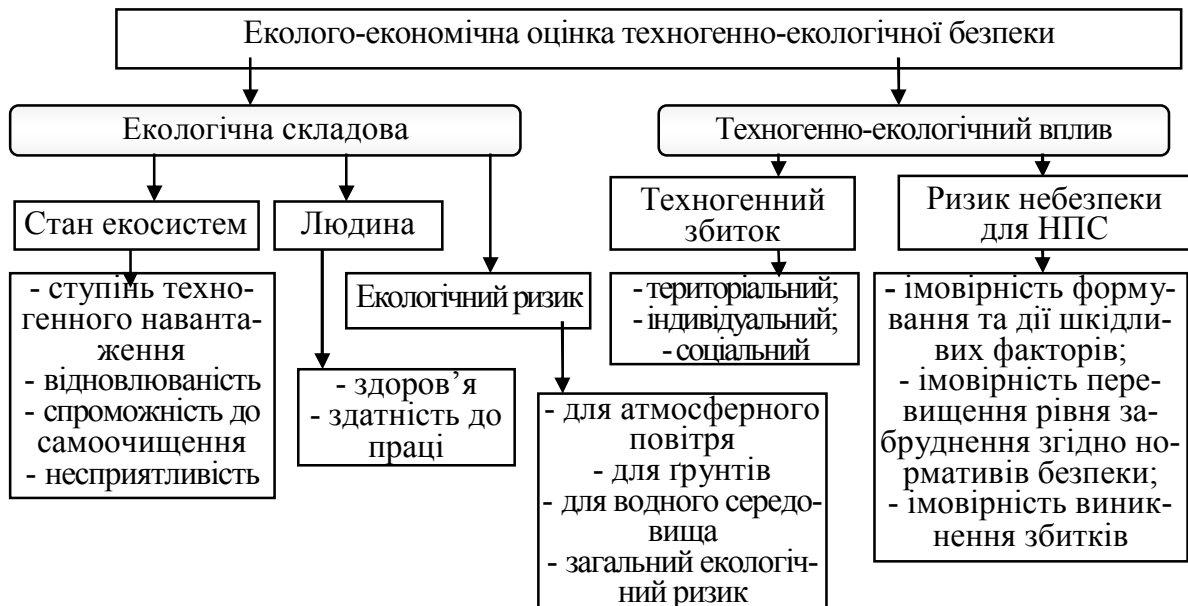 Еколого-економічна оцінка техногенно-екологічної безпеки
Екологічна складова
Техногенно-екологічний вплив
Стан екосистем
Людина
Екологічний ризик
Техногенний
збиток
Ризик небезпеки
для НПС
- ступінь техно-
генного наванта-
ження
- відновлюваність
- спроможність до
самоочищення
- несприятливість
- здоров’я
- здатність до
праці
- для атмосферного
повітря
- для ґрунтів
- для водного середо-
вища
- загальний екологіч-
ний ризик
- територіальний;
- індивідуальний;
- соціальний
- імовірність форму-
вання та дії шкідли-
вих факторів;
- імовірність пере-
вищення рівня за-
бруднення згідно но-
рмативів безпеки;
- імовірність виник-
нення збитків